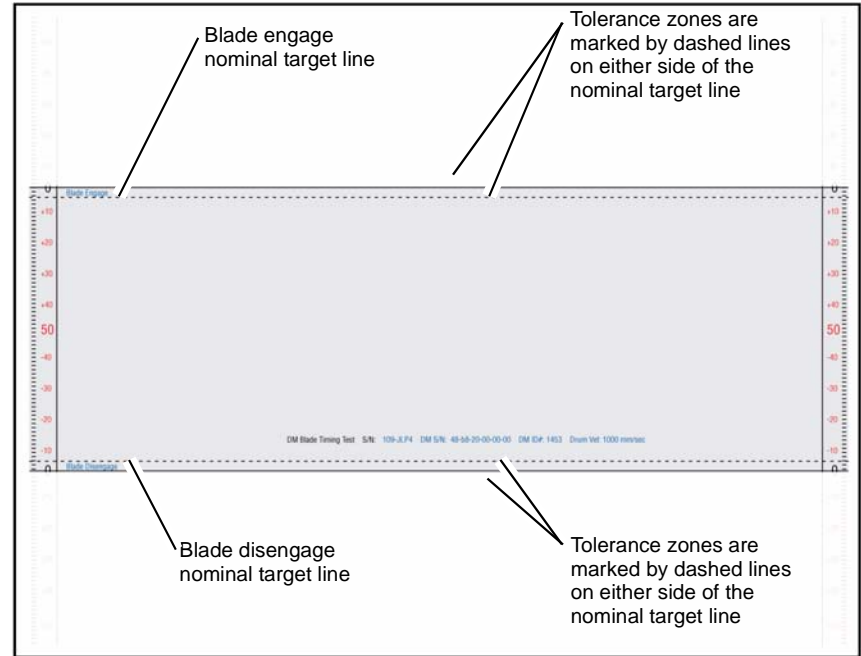 Blade engage
nominal target line
Tolerance zones are
marked by dashed lines
on either side of the
nominal target line
0
Blade Engage
0
+10
+10
+20
+20
+30
+30
+40
+40
50
50
-40
-40
-30
-30
-20
-20
DM Blade Timing Test S/N: 109-JLP4 DM S/N: 48-b8-20-00-00-00 DM ID#: 1453 Drum Vel: 1000 mm/sec
-10
-10
0
Blade Disengage
0
Blade disengage
nominal target line
Tolerance zones are
marked by dashed lines
on either side of the
nominal target line